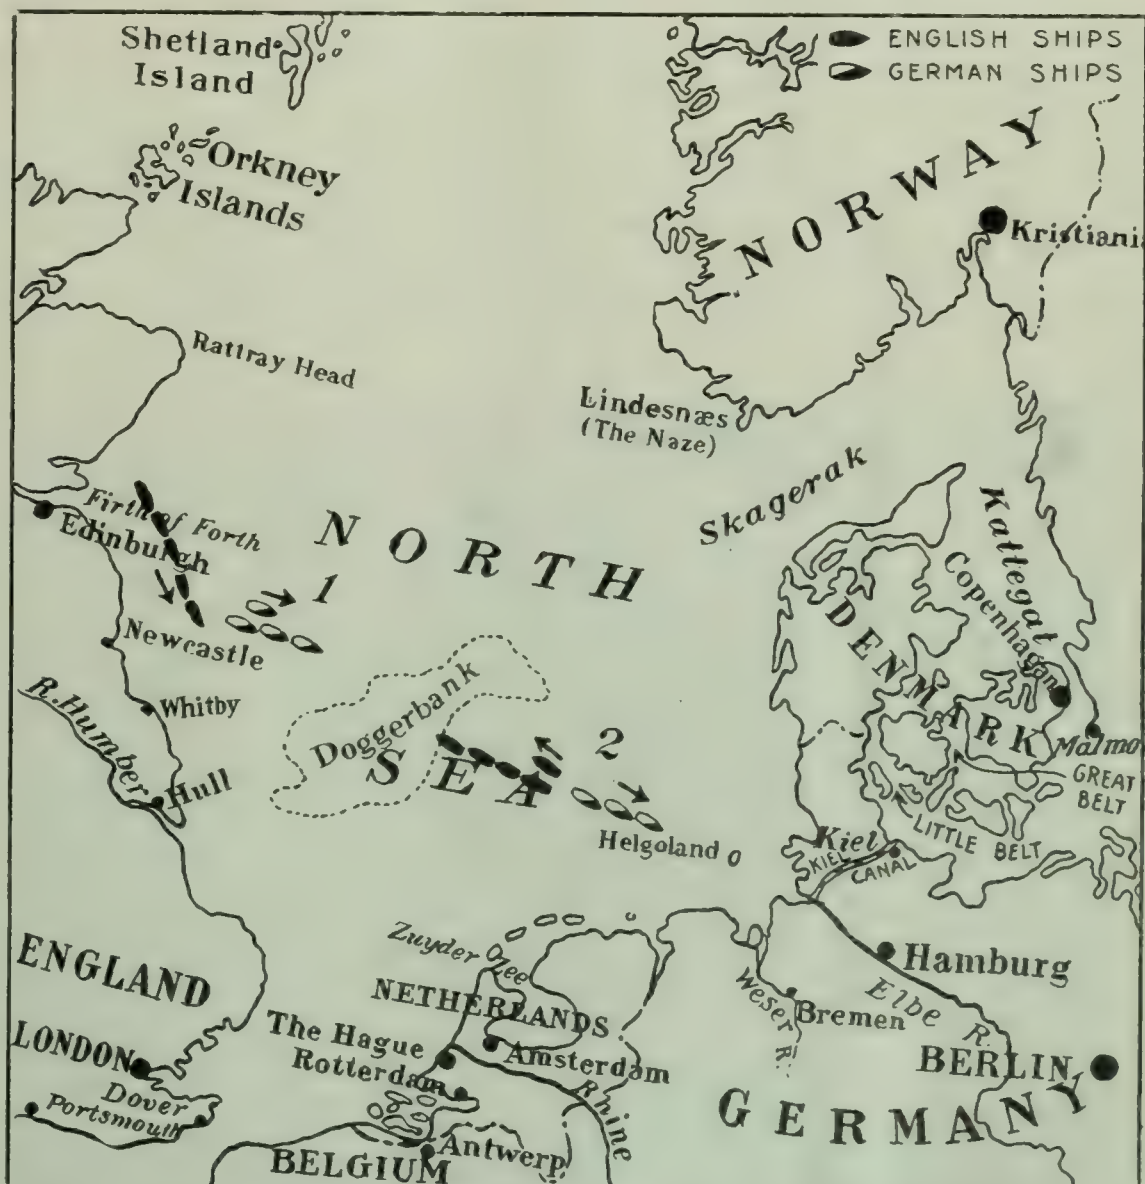 Shetland
Island
ENGLISH SHIPS
GERMAN SHIPS
Orkney
Islands
NORWAY
Kristiani
Rattray Head
Lindesnæs
(The Naze)
Skagerak
Kattegat
Firth of Forth
Edinburgh
NORTH
SEA
1
Newcastle
Copenhagan
DENMARK
Whitby
R. Humber
Hull
Doggerbank
2
Malmo
GREAT
BELT
LITTLE BELT
Helgoland
Kiel
KIEL
CANAL
ENGLAND
Zuyder
Zee
NETHERLANDS
Hamburg
Elbe R.
Weser R.
Bremen
LONDON
The Hague
Rotterdam
Amsterdam
Rhine
BERLIN
Dover
Portsmouth
GERMANY
Antwerp
BELGIUM